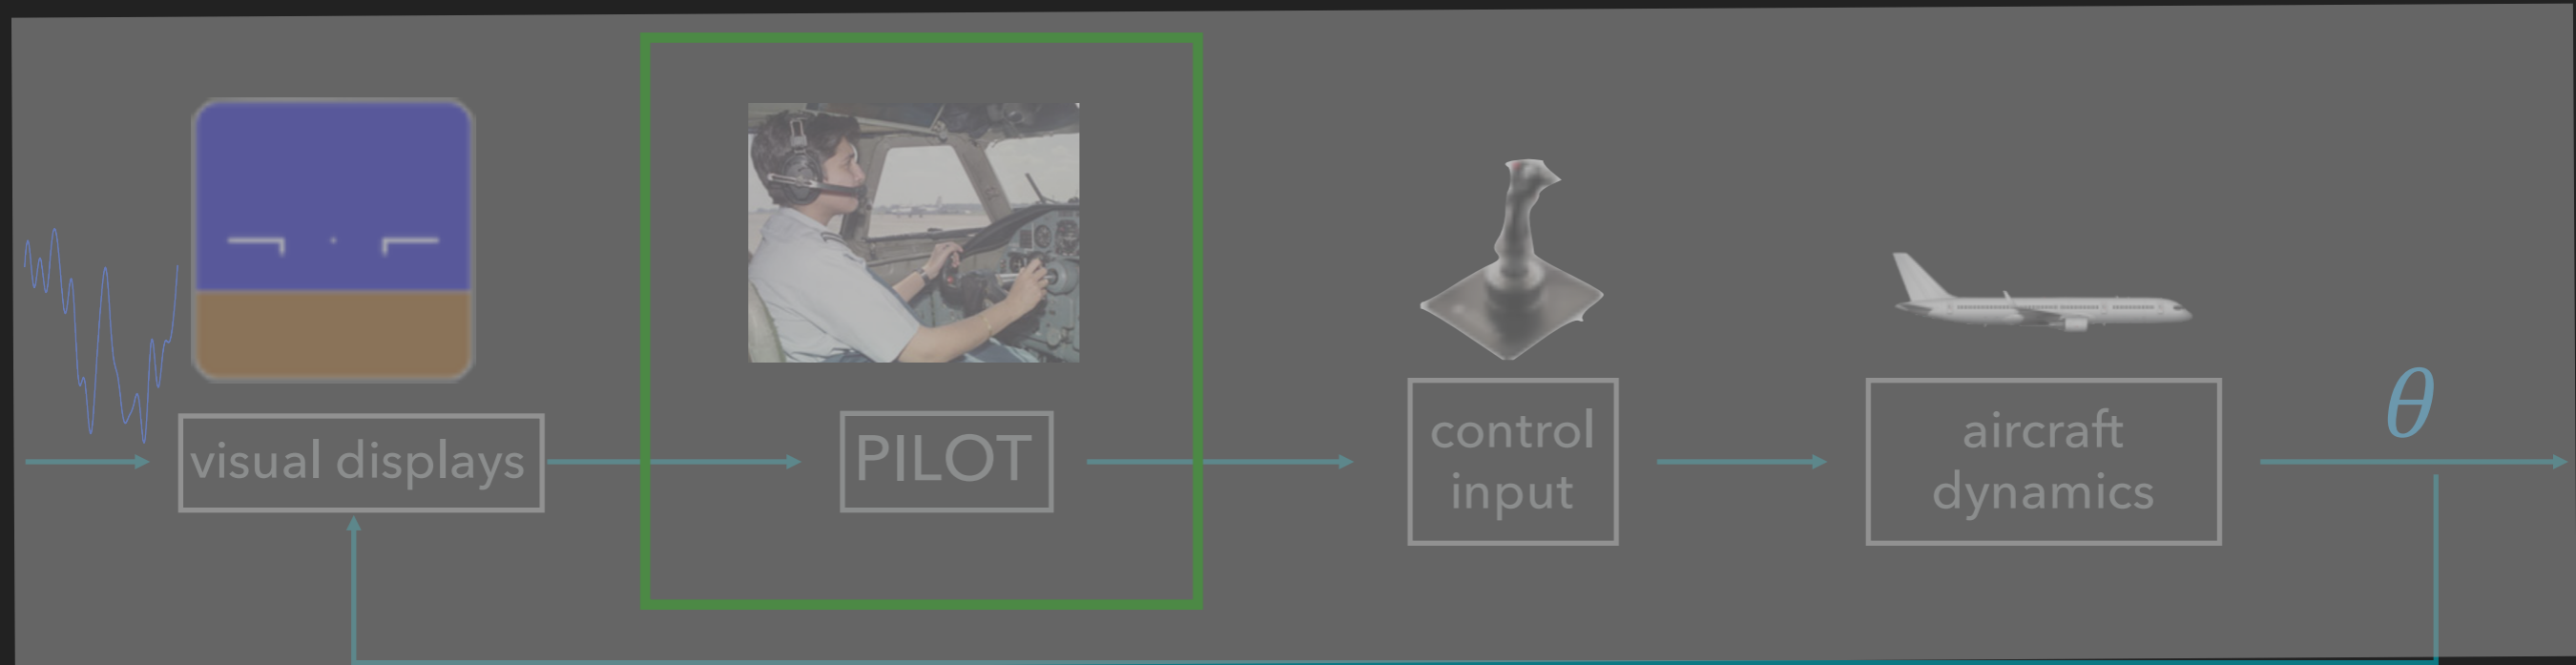 visual displays
PILOT
control
input
aircraft
dynamics
θ